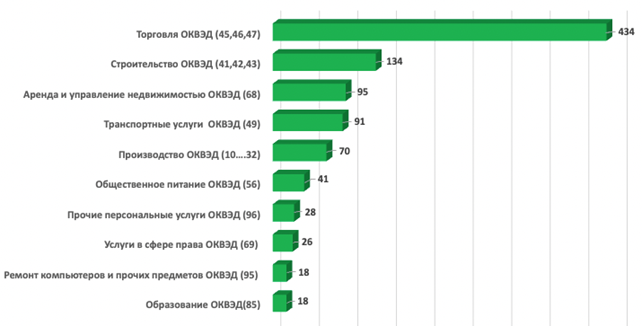 Торговля ОКВЭД (45,46,47) 434
Строительство ОКВЭД (41,42,43) 134
Аренда и управление недвижимостью ОКВЭД (68) 95
Транспортные услуги ОКВЭД (49) 91
Производство ОКВЭД (10....32) 70
Общественное питание ОКВЭД (56) 41
Прочие персональные услуги ОКВЭД (96) 28
Услуги в сфере права ОКВЭД (69) 26
Ремонт компьютеров и прочих предметов ОКВЭД (95) 18
Образование ОКВЭД(85) 18